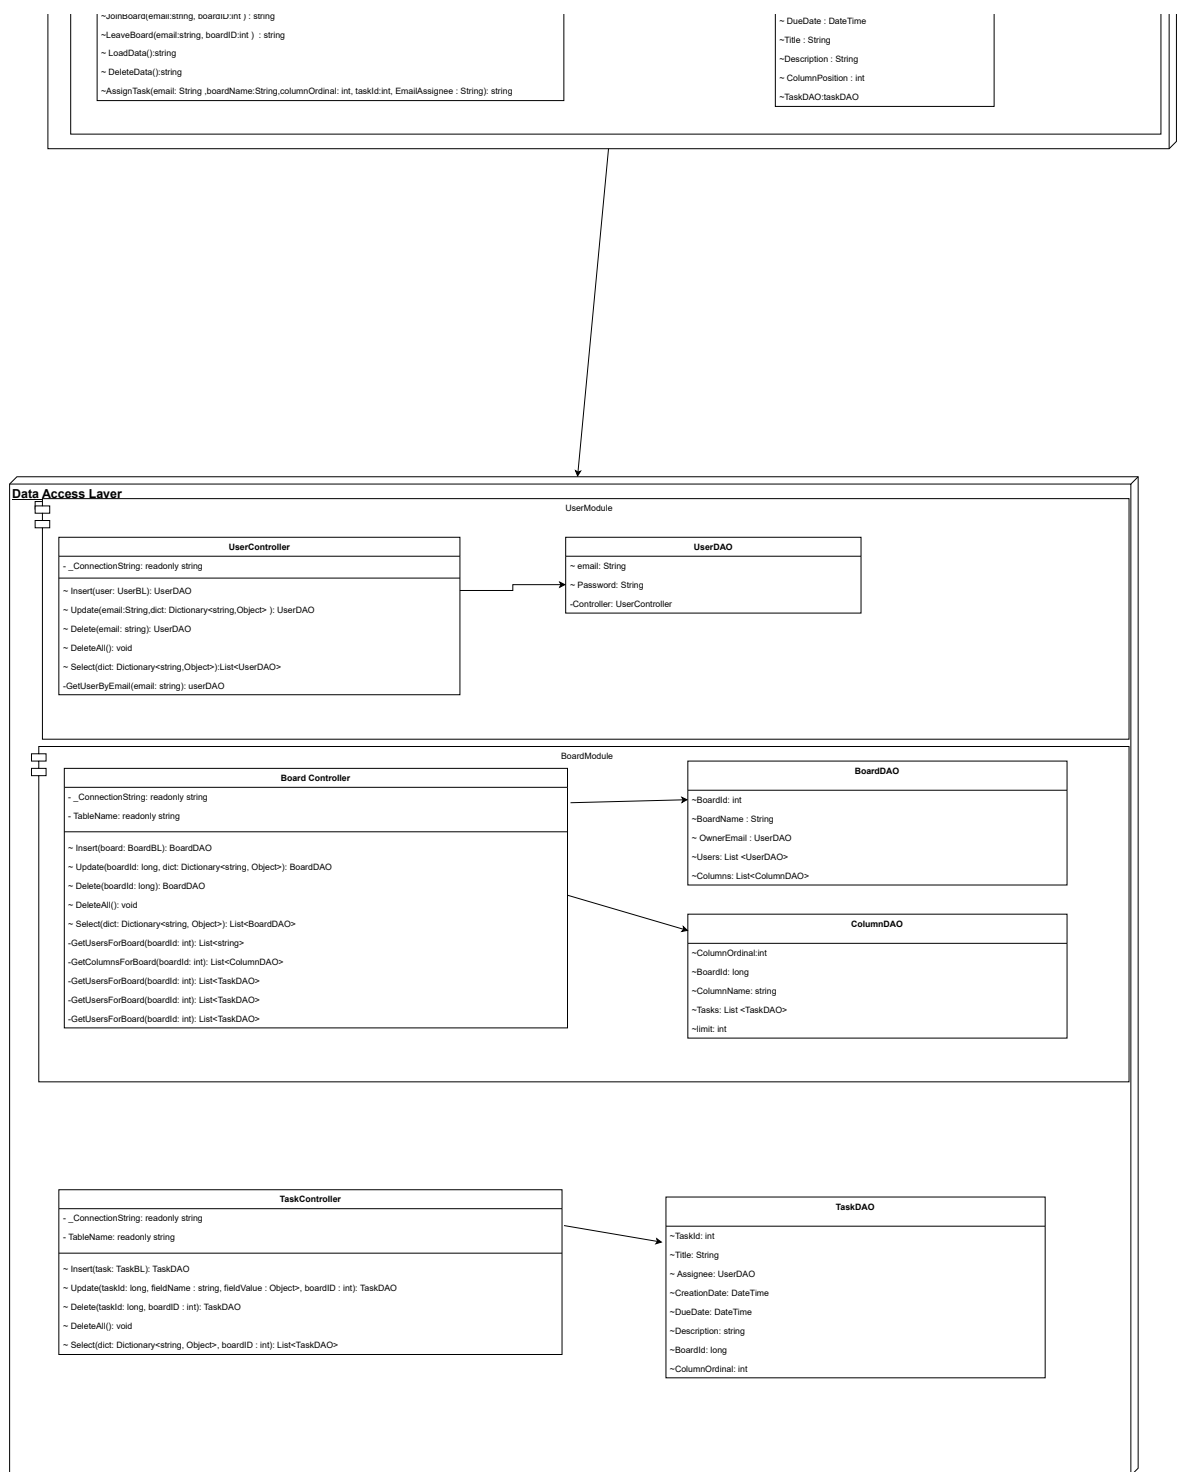 ~JoinBoard(email:string, boardID:int ) : string
~LeaveBoard(email:string, boardID:int ) : string
~ LoadData():string
~ DeleteData():string
~AssignTask(email: String ,boardName:String,columnOrdinal: int, taskId:int, EmailAssignee : String): string
~ DueDate : DateTime
~Title : String
~Description : String
~ ColumnPosition : int
~TaskDAO:taskDAO
Data Access Layer
UserModule
UserController
- _ConnectionString: readonly string
~ Insert(user: UserBL): UserDAO
~ Update(email:String,dict: Dictionary<string,Object> ): UserDAO
~ Delete(email: string): UserDAO
~ DeleteAll(): void
~ Select(dict: Dictionary<string,Object>):List<UserDAO>
-GetUserByEmail(email: string): userDAO
UserDAO
~ email: String
~ Password: String
-Controller: UserController
BoardModule
Board Controller
- _ConnectionString: readonly string
- TableName: readonly string
~ Insert(board: BoardBL): BoardDAO
~ Update(boardId: long, dict: Dictionary<string, Object>): BoardDAO
~ Delete(boardId: long): BoardDAO
~ DeleteAll(): void
~ Select(dict: Dictionary<string, Object>): List<BoardDAO>
-GetUsersForBoard(boardId: int): List<string>
-GetColumnsForBoard(boardId: int): List<ColumnDAO>
-GetUsersForBoard(boardId: int): List<TaskDAO>
-GetUsersForBoard(boardId: int): List<TaskDAO>
-GetUsersForBoard(boardId: int): List<TaskDAO>
BoardDAO
~BoardId: int
~BoardName : String
~ OwnerEmail : UserDAO
~Users: List <UserDAO>
~Columns: List<ColumnDAO>
ColumnDAO
~ColumnOrdinal:int
~BoardId: long
~ColumnName: string
~Tasks: List <TaskDAO>
~limit: int
TaskController
- _ConnectionString: readonly string
- TableName: readonly string
~ Insert(task: TaskBL): TaskDAO
~ Update(taskId: long, fieldName : string, fieldValue : Object>, boardID : int): TaskDAO
~ Delete(taskId: long, boardID : int): TaskDAO
~ DeleteAll(): void
~ Select(dict: Dictionary<string, Object>, boardID : int): List<TaskDAO>
TaskDAO
~TaskId: int
~Title: String
~ Assignee: UserDAO
~CreationDate: DateTime
~DueDate: DateTime
~Description: string
~BoardId: long
~ColumnOrdinal: int